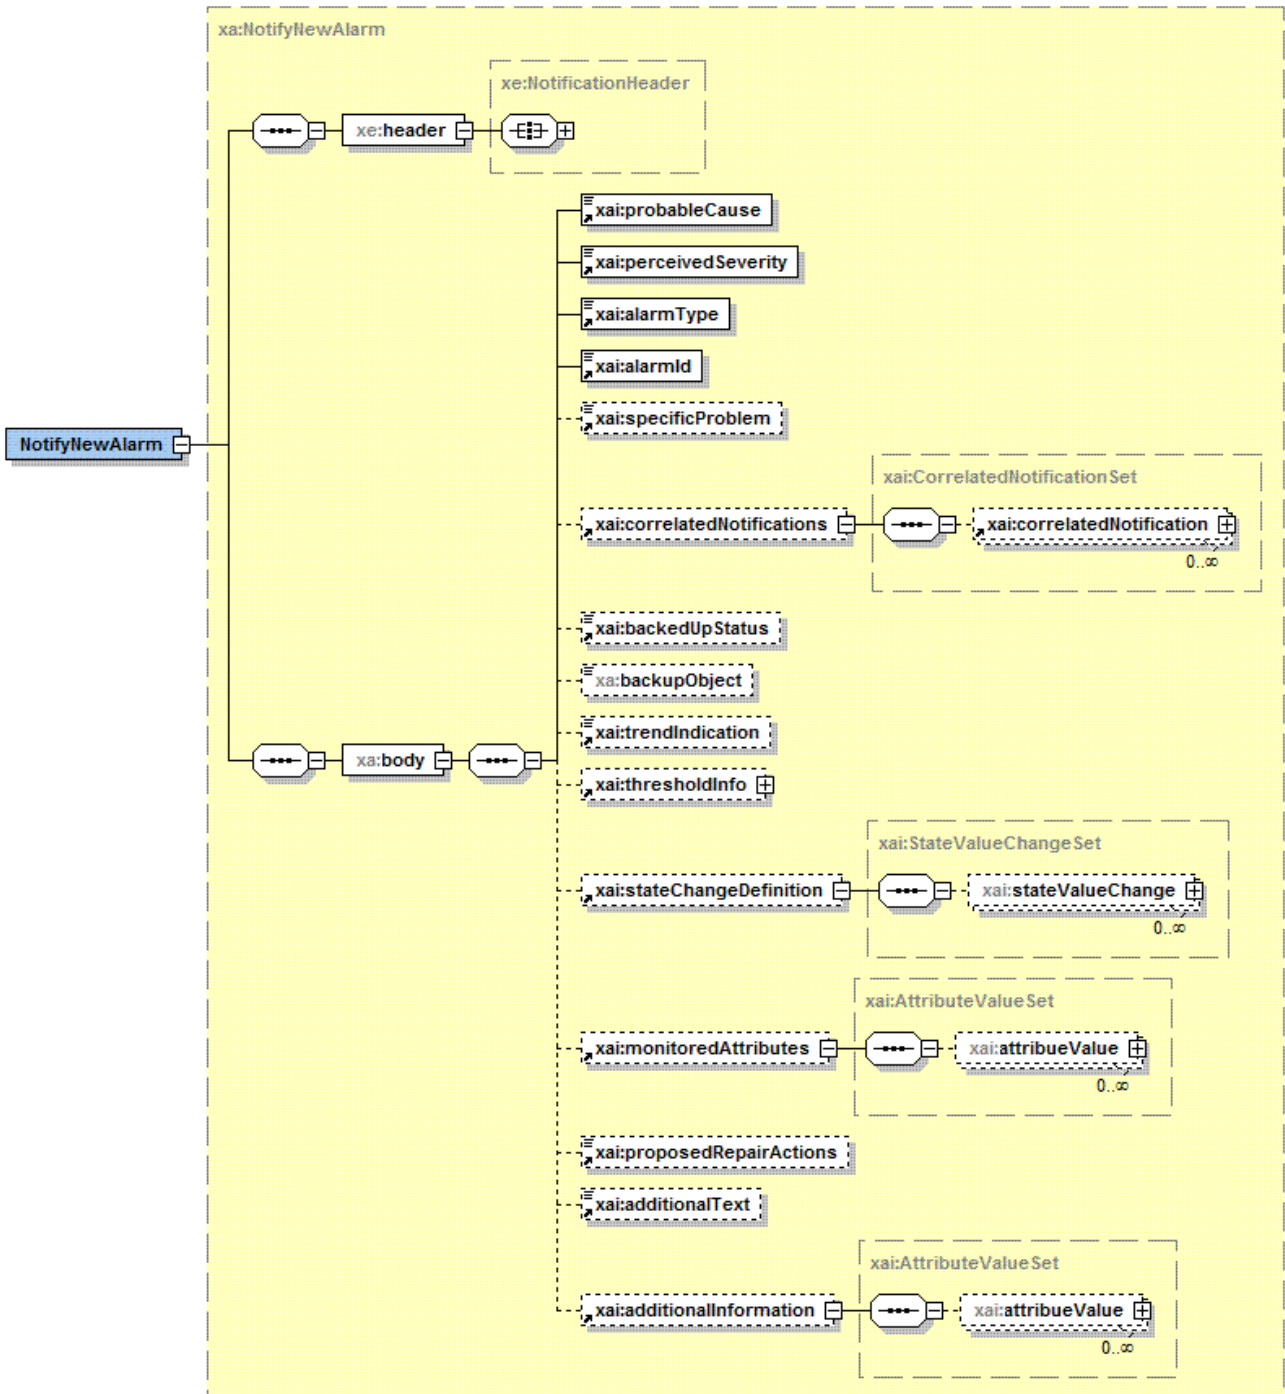 xa:NotifyNewAlarm
xe:NotificationHeader
xe:header
xai:probableCause
xai:perceivedSeverity
xai:alarmType
xai:alarmId
xai:specificProblem
NotifyNewAlarm
xai:CorrelatedNotificationSet
xai:correlatedNotifications
xai:correlatedNotification
0..∞
xai:backedUpStatus
xa:backupObject
xai:trendIndication
xa:body
xai:thresholdInfo
xai:StateValueChangeSet
xai:stateChangeDefinition
xai:stateValueChange
0..∞
xai:AttributeValueSet
xai:monitoredAttributes
xai:attribueValue
0..∞
xai:proposedRepairActions
xai:additionalText
xai:AttributeValueSet
xai:additionalInformation
xai:attribueValue
0..∞